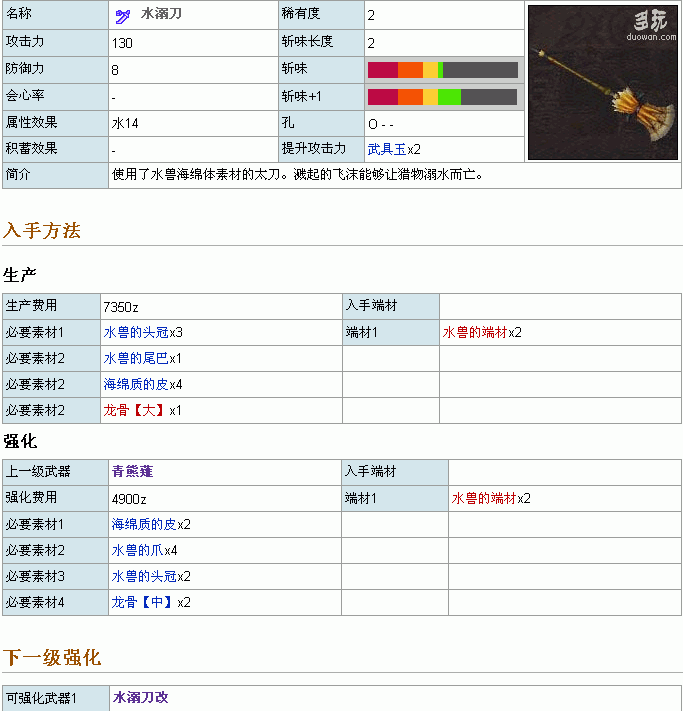 名称 水溺刀 稀有度 2
多玩
duowan.com
攻击力 130 斩味长度 2
防御力 8 斩味
会心率 - 斩味+1
属性效果 水14 孔 O - -
积蓄效果 - 提升攻击力 武具玉x2
简介 使用了水兽海绵体素材的太刀。溅起的飞沫能够让猎物溺水而亡。
入手方法
生产
生产费用 7350z 入手端材
必要素材1 水兽的头冠x3 端材1 水兽的端材x2
必要素材2 水兽的尾巴x1
必要素材2 海绵质的皮x4
必要素材2 龙骨【大】x1
强化
上一级武器 青熊薙 入手端材
强化费用 4900z 端材1 水兽的端材x2
必要素材1 海绵质的皮x2
必要素材2 水兽的爪x4
必要素材3 水兽的头冠x2
必要素材4 龙骨【中】x2
下一级强化
可强化武器1 水溺刀改